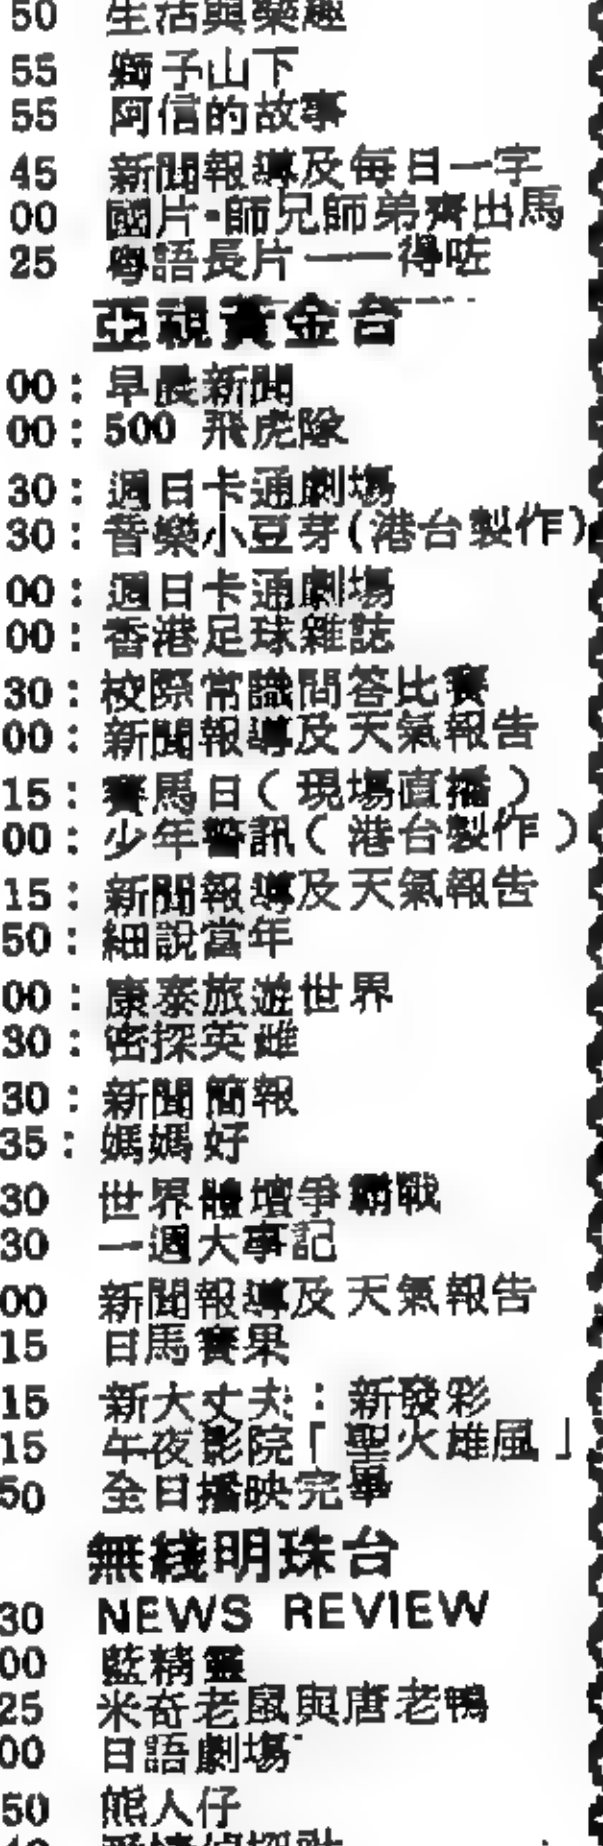 50 生活與樂趣
55 獅子山下
55 阿信的故事
45 新聞報導及每日一字
00 國片·師兄師弟齊出馬
25 粵語長片——得咗
亞視黃金台
00：早晨新聞
00：500 飛虎隊
30：週日卡通劇場
30：音樂小豆芽(港台製作)
00：週日卡通劇場
00：香港足球雜誌
30：校際常識問答比賽
00：新聞報導及天氣報告
15：賽馬日(現場直播)
00：少年警訊(港台製作)
15：新聞報導及天氣報告
50：細說當年
00：康泰旅遊世界
30：密探英雌
30：新聞簡報
35：媽媽好
30 世界體壇爭霸戰
30 一週大事記
00 新聞報導及天氣報告
15 日馬賽果
15 新大丈夫：新發彩
15 午夜影院「聖火雄風」
50 全日播映完畢
無綫明珠台
30 NEWS REVIEW
00 藍精靈
25 米奇老鼠與唐老鴨
00 日語劇場
50 熊人仔